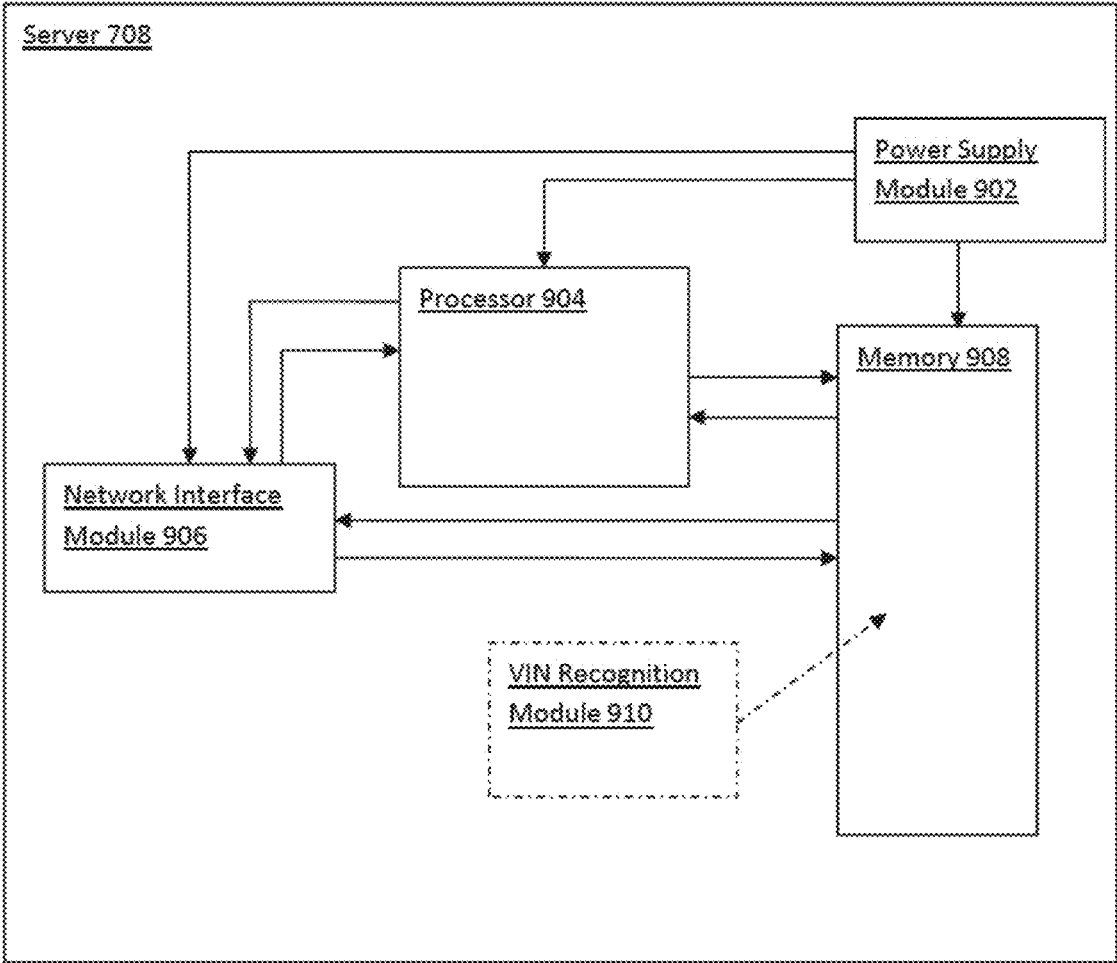 Server 708
Power Supply
Module 902
Processor 904
Memory 908
Network Interface
Module 906
VIN Recognition
Module 910